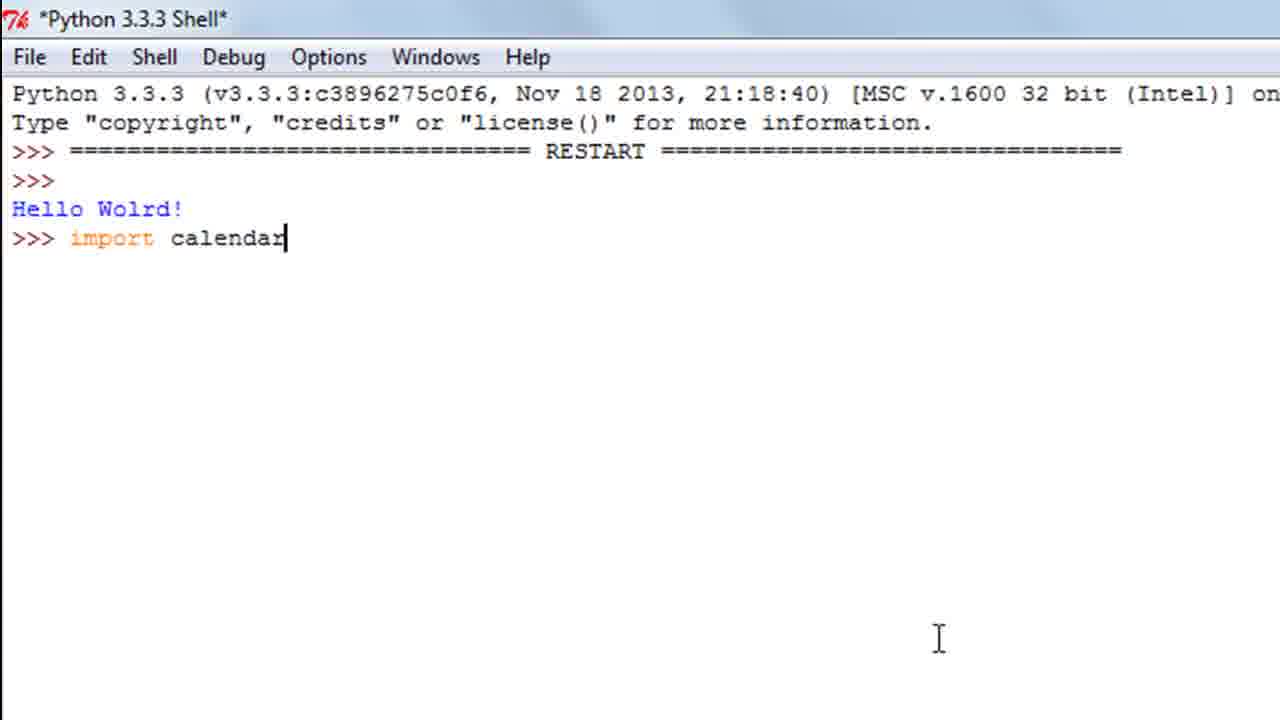 *Python 3.3.3 Shell*
File Edit Shell Debug Options Windows Help
Python 3.3.3 (v3.3.3:c3896275c0f6, Nov 18 2013, 21:18:40) [MSC v.1600 32 bit (Intel)] on
Type "copyright", "credits" or "license()" for more information.
>>> ================================ RESTART ================================
>>>
Hello Wolrd!
>>> import calendar